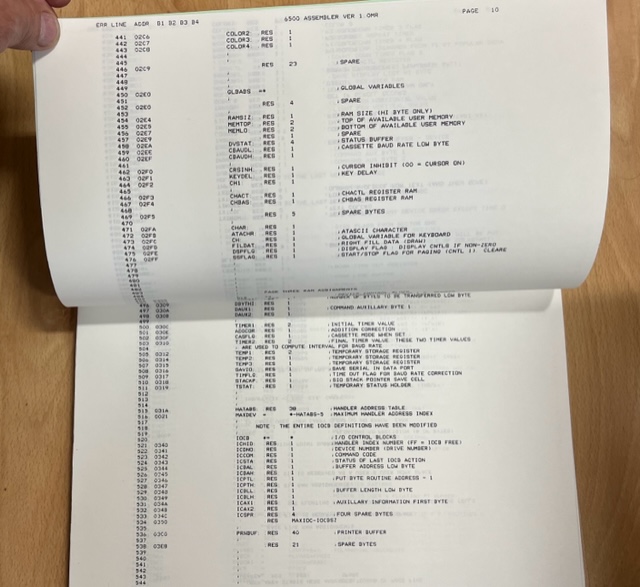 ERR LINE ADDR B1 B2 B3 B4 6500 ASSEMBLER VER 1.0MR PAGE 10
441 02C6 COLOR2: .RES 1
442 02C7 COLOR3: .RES 1
443 02C8 COLOR4: .RES 1
444 ;
445 ;
446 02C9 .RES 23 ; SPARE
447 ;
448 ;
449 ; GLOBAL VARIABLES
450 02E0 GLBABS =*
451 ;
452 02E0 .RES 4 ; SPARE
453 ;
454 02E4 RAMSIZ: .RES 1 ; RAM SIZE (HI BYTE ONLY)
455 02E5 MEMTOP: .RES 2 ; TOP OF AVAILABLE USER MEMORY
456 02E7 MEMLO: .RES 2 ; BOTTOM OF AVAILABLE USER MEMORY
457 02E9 .RES 1 ; SPARE
458 02EA DVSTAT: .RES 4 ; STATUS BUFFER
459 02EE CBAUDL: .RES 1 ; CASSETTE BAUD RATE LOW BYTE
460 02EF CBAUDH: .RES 1
461 ;
462 02F0 CRSINH: .RES 1 ; CURSOR INHIBIT (00 = CURSOR ON)
463 02F1 KEYDEL: .RES 1 ; KEY DELAY
464 02F2 CH1: .RES 1
465 ;
466 02F3 CHACT: .RES 1 ; CHACTL REGISTER RAM
467 02F4 CHBAS: .RES 1 ; CHBAS REGISTER RAM
468 ;
469 02F5 .RES 5 ; SPARE BYTES
470 ;
471 02FA CHAR: .RES 1
472 02FB ATACHR: .RES 1 ; ATASCII CHARACTER
473 02FC CH: .RES 1 ; GLOBAL VARIABLE FOR KEYBOARD
474 02FD FILDAT: .RES 1 ; RIGHT FILL DATA (DRAW)
475 02FE DSPFLG: .RES 1 ; DISPLAY FLAG : DISPLAY CNTLS IF NON-ZERO
476 02FF SSFLAG: .RES 1 ; START/STOP FLAG FOR PAGING (CNTL 1) CLEARE
477
478
479
480
; NUMBER OF BYTES TO BE TRANSFERRED LOW BYTE
496 0309 DBYTHI .RES 1
497 030A DAUX1: .RES 1 ; COMMAND AUXILLARY BYTE 1
498 030B DAUX2: .RES 1
499 ;
500 030C TIMER1: .RES 2 ; INITIAL TIMER VALUE
501 030E ADDCOR: .RES 1 ; ADDITION CORRECTION
502 030F CASFLG: .RES 1 ; CASSETTE MODE WHEN SET
503 0310 TIMER2: .RES 2 ; FINAL TIMER VALUE. THESE TWO TIMER VALUES
504 ; ARE USED TO COMPUTE INTERVAL FOR BAUD RATE
505 0312 TEMP1: .RES 2 ; TEMPORARY STORAGE REGISTER
506 0314 TEMP2: .RES 1 ; TEMPORARY STORAGE REGISTER
507 0315 TEMP3: .RES 1 ; TEMPORARY STORAGE REGISTER
508 0316 SAVIO: .RES 1 ; SAVE SERIAL IN DATA PORT
509 0317 TIMFLG: .RES 1 ; TIME OUT FLAG FOR BAUD RATE CORRECTION
510 0318 STACKP: .RES 1 ; SIO STACK POINTER SAVE CELL
511 0319 TSTAT: .RES 1 ; TEMPORARY STATUS HOLDER
512 ;
513 ;
514 ;
515 031A HATABS: .RES 38 ; HANDLER ADDRESS TABLE
516 0021 MAXDEV = *-HATABS-5 ; MAXIMUM HANDLER ADDRESS INDEX
517 ;
518 ; NOTE : THE ENTIRE IOCB DEFINITIONS HAVE BEEN MODIFIED
519 ;
520 IOCB =* * ; I/O CONTROL BLOCKS
521 0340 ICHID: .RES 1 ; HANDLER INDEX NUMBER (FF = IOCB FREE)
522 0341 ICDNO: .RES 1 ; DEVICE NUMBER (DRIVE NUMBER)
523 0342 ICCOM: .RES 1 ; COMMAND CODE
524 0343 ICSTA: .RES 1 ; STATUS OF LAST IOCB ACTION
525 0344 ICBAL: .RES 1 ; BUFFER ADDRESS LOW BYTE
526 0345 ICBAH: .RES 1
527 0346 ICPTL: .RES 1 ; PUT BYTE ROUTINE ADDRESS - 1
528 0347 ICPTH: .RES 1
529 0348 ICBLL: .RES 1 ; BUFFER LENGTH LOW BYTE
530 0349 ICBLH: .RES 1
531 034A ICAX1: .RES 1 ; AUXILLARY INFORMATION FIRST BYTE
532 034B ICAX2: .RES 1
533 034C ICSPR: .RES 4 ; FOUR SPARE BYTES
534 0350 .RES MAXIOC-IOCBSZ
535 ;
536 03C0 PRNBUF: .RES 40 ; PRINTER BUFFER
537 ;
538 03E8 .RES 21 ; SPARE BYTES
539 ;
540 ;
541 ;
542 ;
543 ;
544 ;